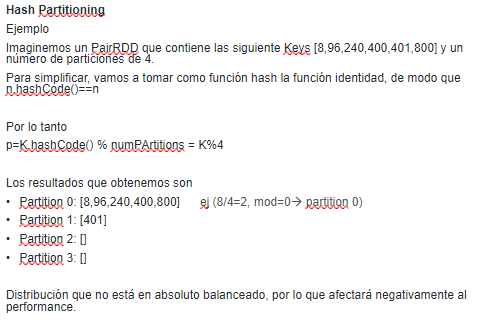 Hash Partitioning
Ejemplo
Imaginemos un PairRDD que contiene las siguiente Keys [8,96,240,400,401,800] y un
número de particiones de 4.
Para simplificar, vamos a tomar como función hash la función identidad, de modo que
n.hashCode()==n
Por lo tanto
p=K.hashCode() % numPArtitions = K%4
Los resultados que obtenemos son
• Partition 0: [8,96,240,400,800] ej (8/4=2, mod=0→ partition 0)
• Partition 1: [401]
• Partition 2: []
• Partition 3: []
Distribución que no está en absoluto balanceado, por lo que afectará negativamente al
performance.